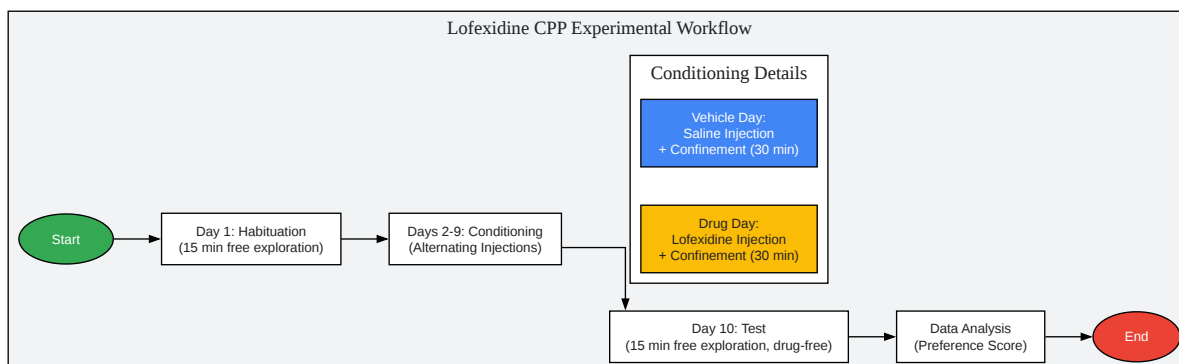 Lofexidine CPP Experimental Workflow
Conditioning Details
Vehicle Day:
Saline Injection
+ Confinement (30 min)
Drug Day:
Lofexidine Injection
+ Confinement (30 min)
Start
Day 1: Habituation
(15 min free exploration)
Days 2-9: Conditioning
(Alternating Injections)
Day 10: Test
(15 min free exploration, drug-free)
Data Analysis
(Preference Score)
End